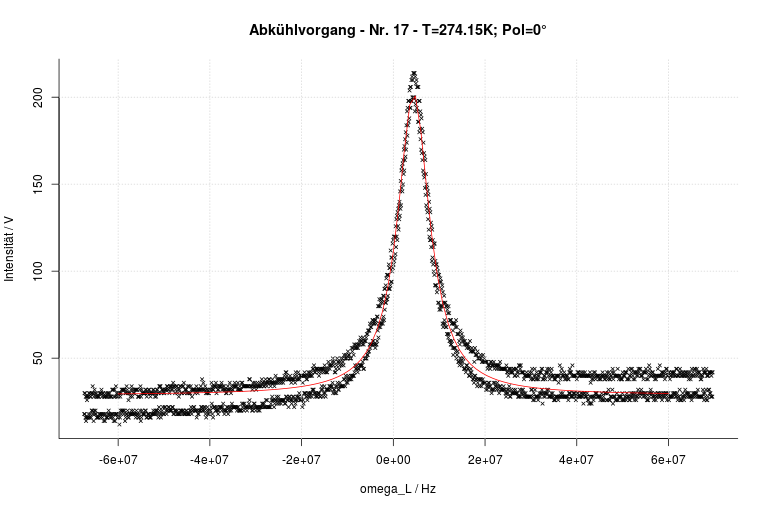 Abkühlvorgang - Nr. 17 - T=274.15K; Pol=0°
Intensität / V
200
150
100
50
-6e+07 -4e+07 -2e+07 0e+00 2e+07 4e+07 6e+07
omega_L / Hz